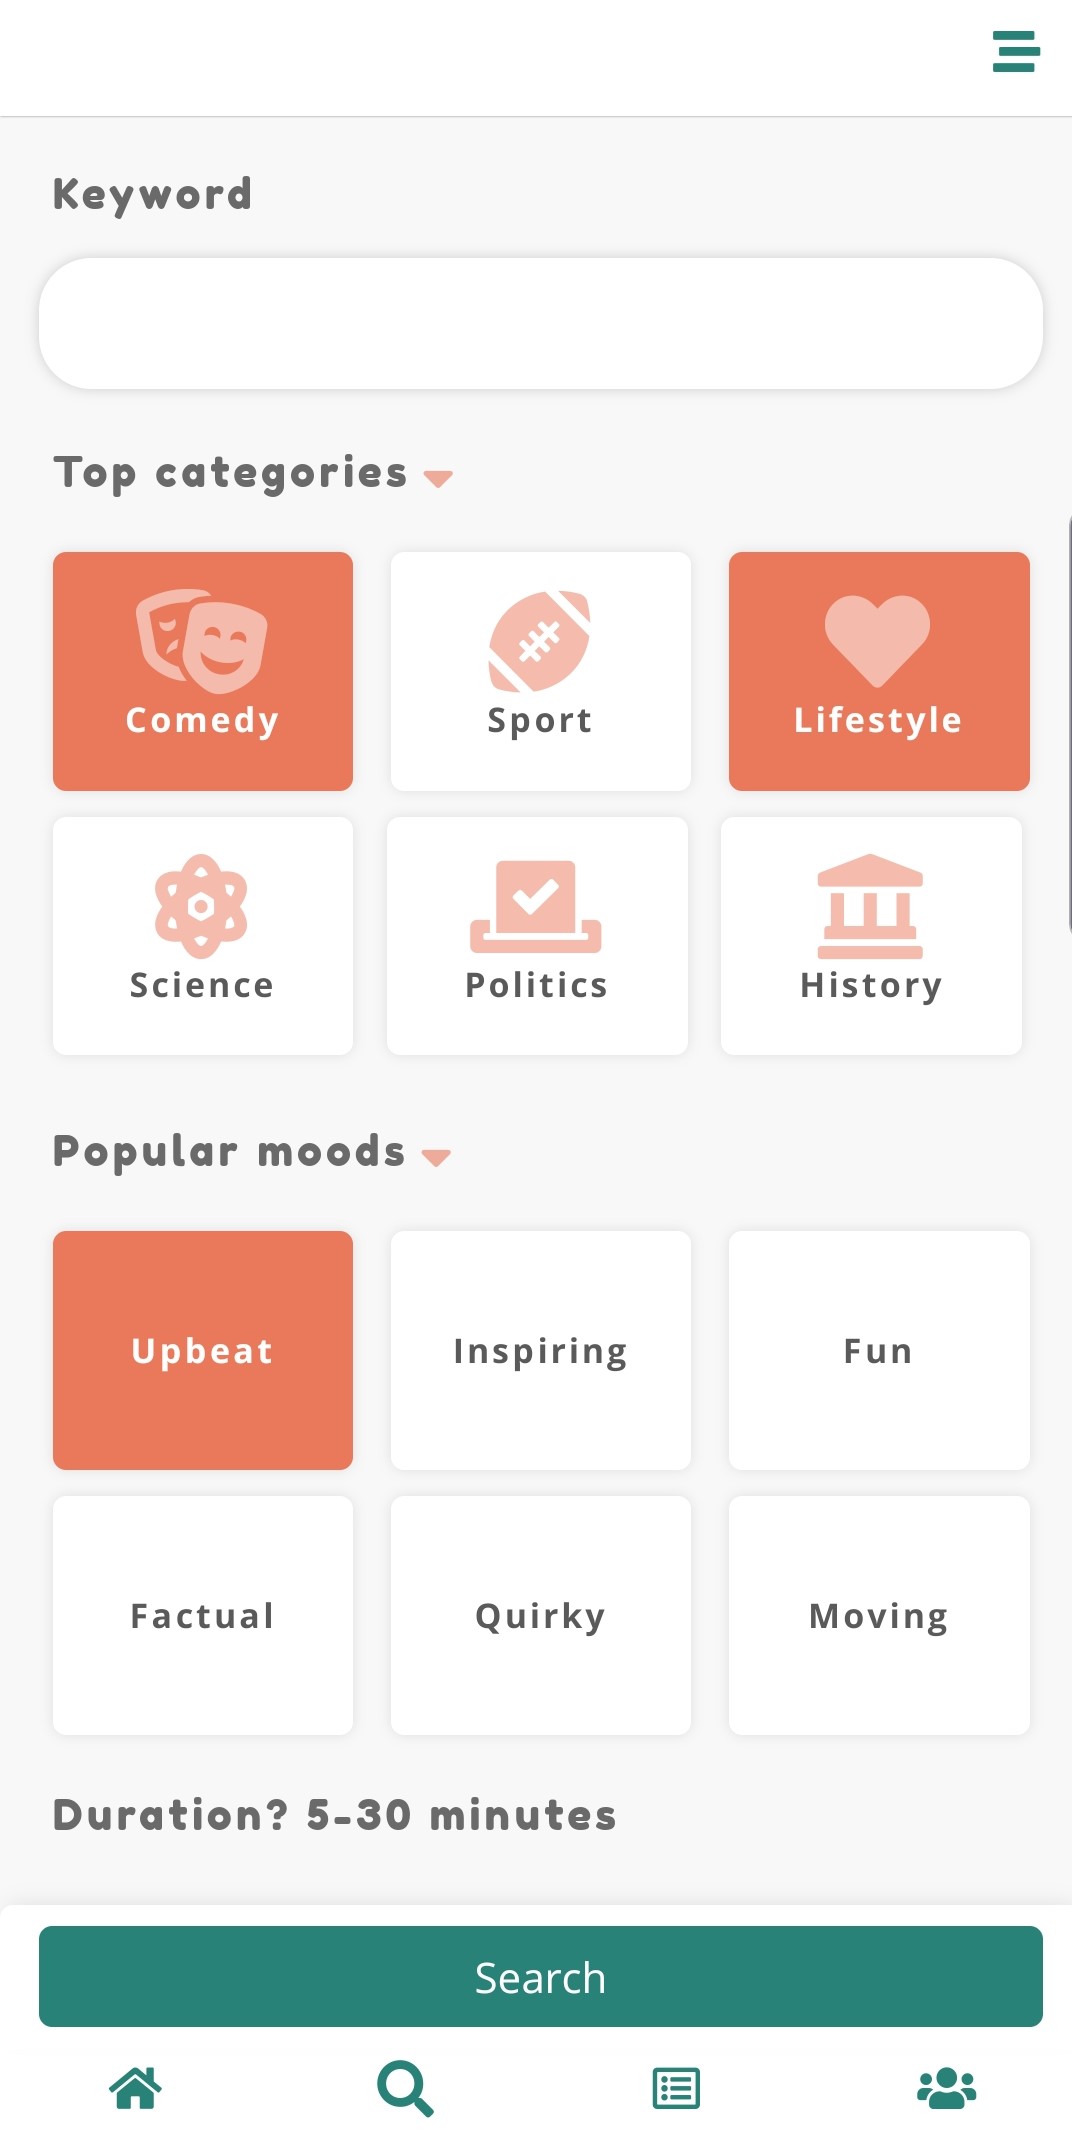 Keyword
Top categories
Comedy Sport Lifestyle
Science Politics History
Popular moods
Upbeat Inspiring Fun
Factual Quirky Moving
Duration? 5-30 minutes
Search